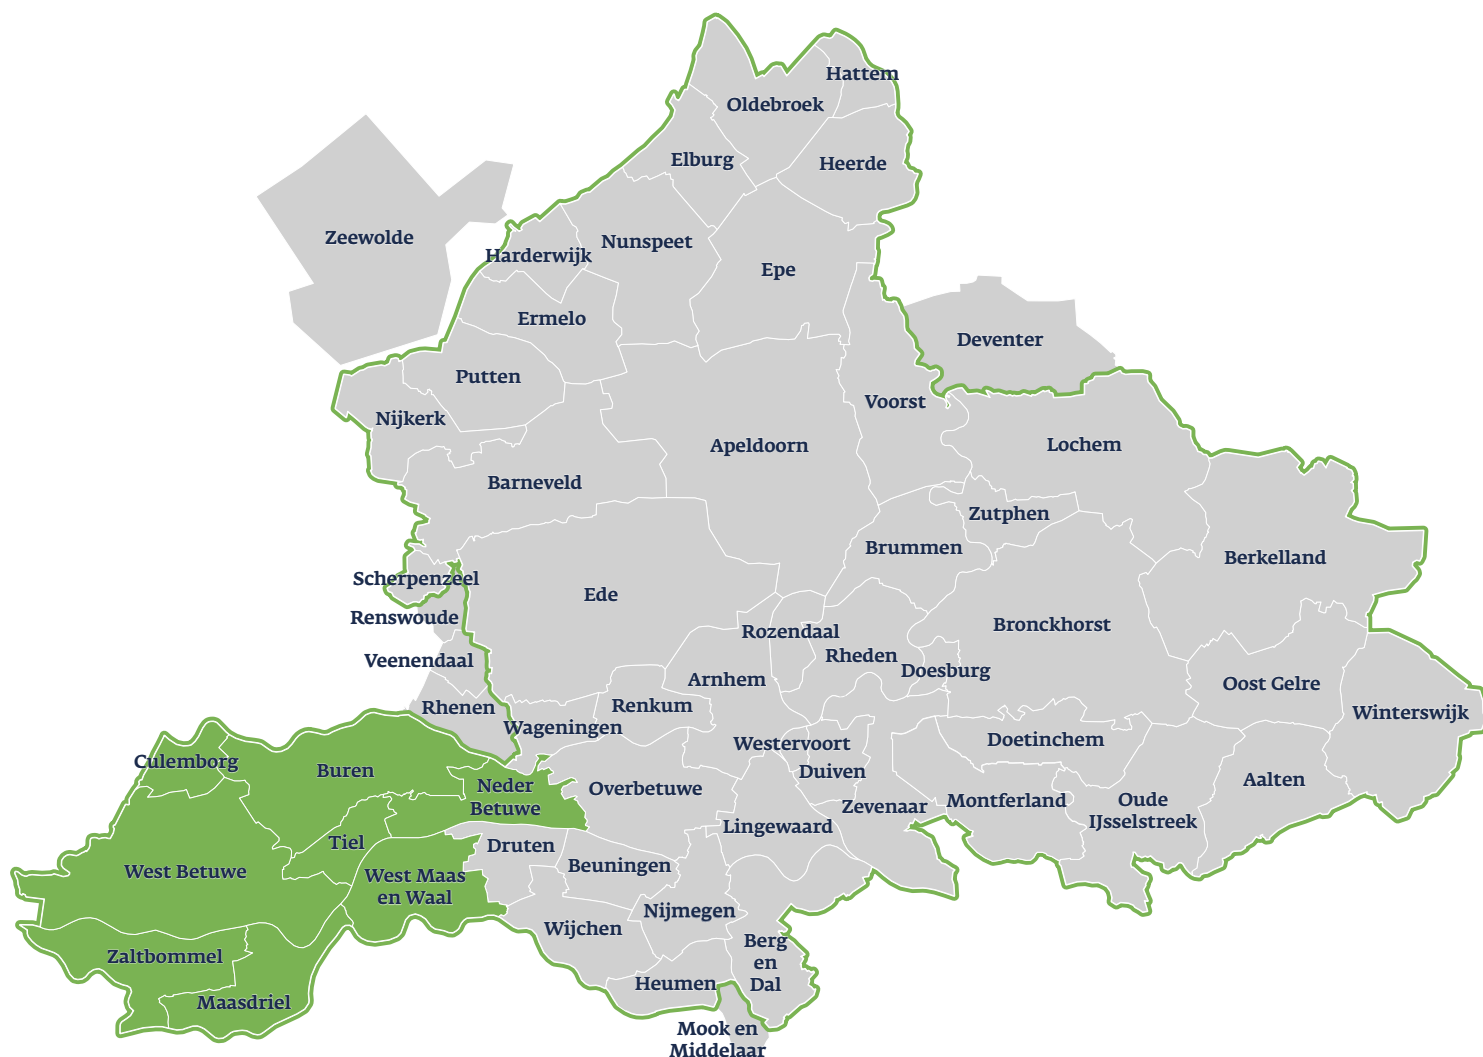 Hattem
Oldebroek
Elburg
Heerde
Zeewolde
Nunspeet
Harderwijk
Epe
Ermelo
Deventer
Putten
Voorst
Nijkerk
Apeldoorn
Lochem
Barneveld
Zutphen
Brummen
Berkelland
Scherpenzeel
Ede
Renswoude
Bronckhorst
Rozendaal
Rheden
Veenendaal
Doesburg
Arnhem
Oost Gelre
Rhenen
Renkum
Winterswijk
Wageningen
Westervoort
Doetinchem
Culemborg
Buren
Duiven
Aalten
Neder
Betuwe
Overbetuwe
Zevenaar
Montferland
Oude
IJsselstreek
Lingewaard
Tiel
Druten
West Betuwe
Beuningen
West Maas
en Waal
Nijmegen
Wijchen
Berg
en
Dal
Zaltbommel
Heumen
Maasdriel
Mook en
Middelaar